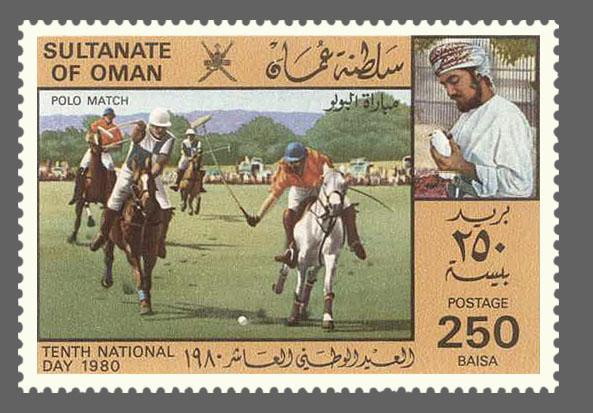 SULTANATE
OF OMAN
سلطنة عُمان
POLO MATCH
مباراة البولو
بريد
٢٥٠
بيسة
POSTAGE
250
BAISA
TENTH NATIONAL
DAY 1980
العيد الوطني العاشر ١٩٨٠